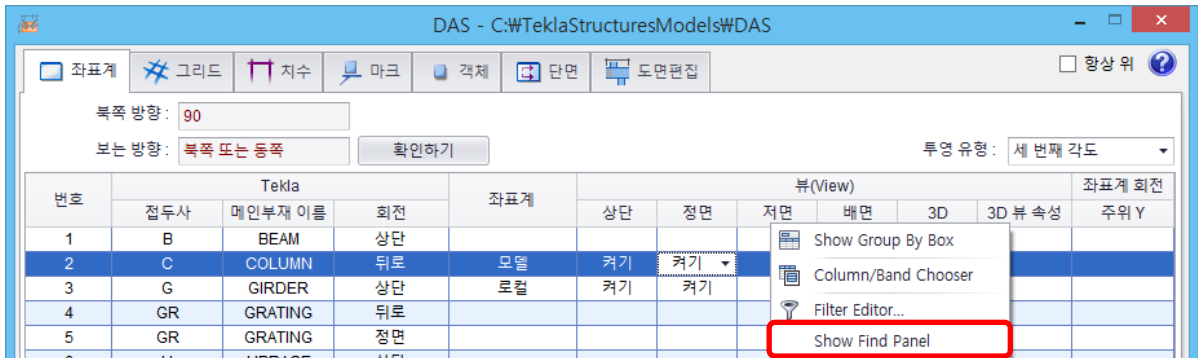 DAS - C:₩TeklaStructuresModels₩DAS
좌표계 그리드 치수 마크 객체 단면 도면편집 항상 위
북쪽 방향 : 90
보는 방향 : 북쪽 또는 동쪽 확인하기 투영 유형 : 세 번째 각도
번호 Tekla 좌표계 뷰(View) 좌표계 회전
접두사 메인부재 이름 회전 상단 정면 저면 배면 3D 3D 뷰 속성 주위 Y
1 B BEAM 상단
2 C COLUMN 뒤로 모델 켜기 켜기
3 G GIRDER 상단 로컬 켜기 켜기
4 GR GRATING 뒤로
5 GR GRATING 정면
Show Group By Box
Column/Band Chooser
Filter Editor...
Show Find Panel